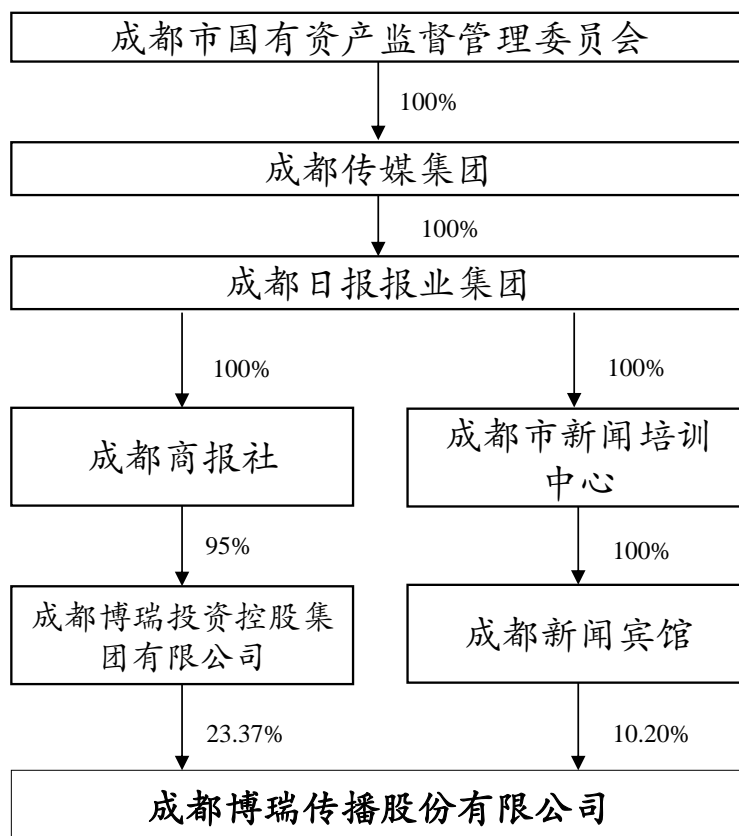 成都市国有资产监督管理委员会
100%
成都传媒集团
100%
成都日报报业集团
100%
100%
成都商报社
成都市新闻培训
中心
95%
100%
成都博瑞投资控股集
团有限公司
成都新闻宾馆
23.37%
10.20%
成都博瑞传播股份有限公司